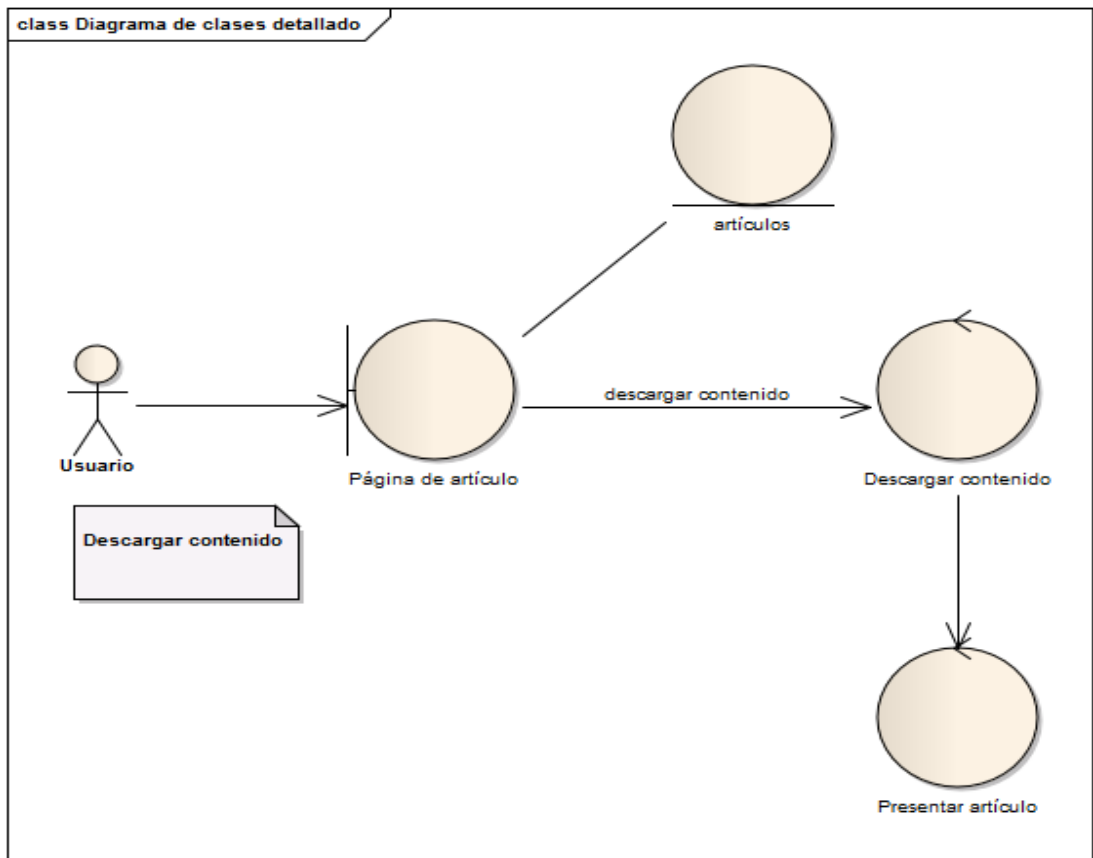 class Diagrama de clases detallado
artículos
descargar contenido
Usuario
Página de artículo
Descargar contenido
Descargar contenido
Presentar artículo